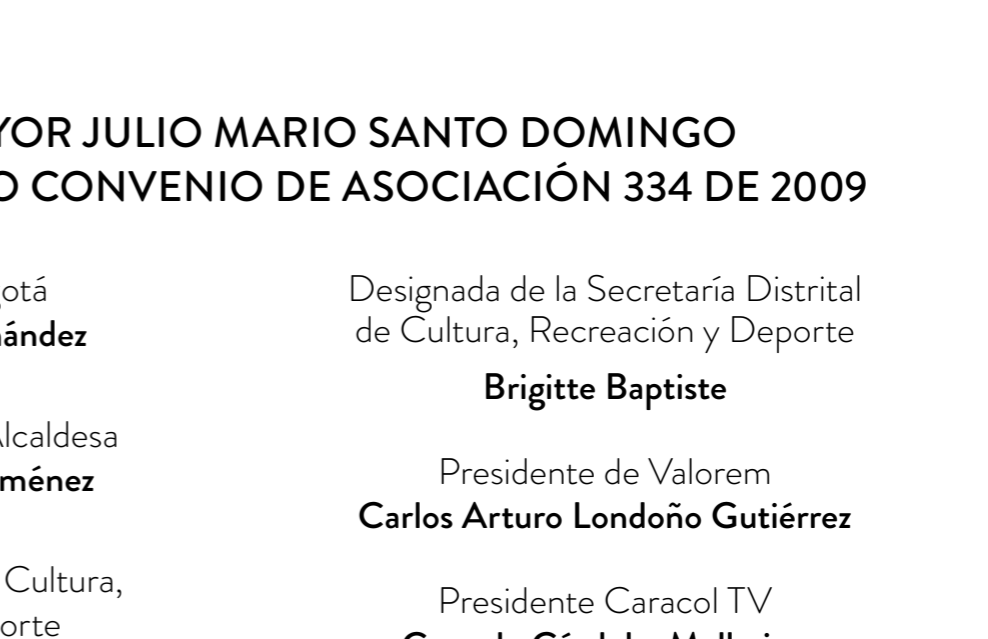 JULIO MARIO SANTO DOMINGO
CONVENIO DE ASOCIACIÓN 334 DE 2009
Alcaldesa
Cultura,
Designada de la Secretaría Distrital
de Cultura, Recreación y Deporte
Brigitte Baptiste
Presidente de Valorem
Carlos Arturo Londoño Gutiérrez
Presidente Caracol TV